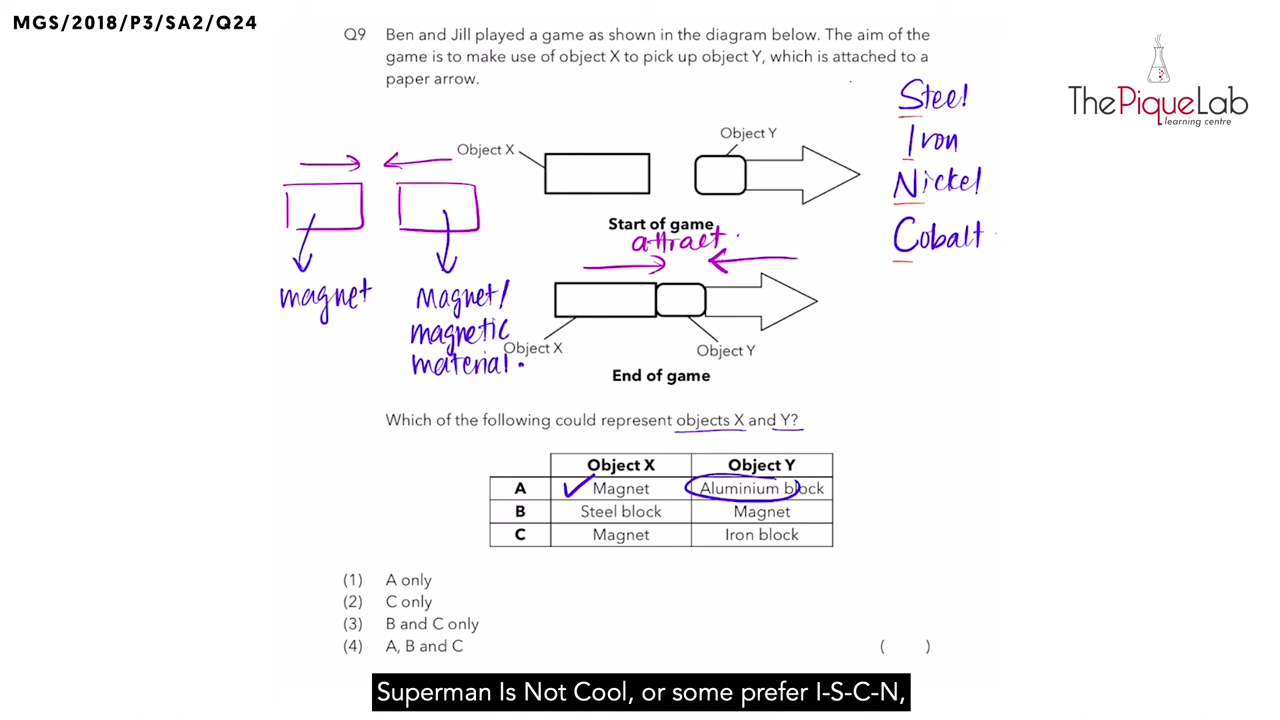 MGS/2018/P3/SA2/Q24
Q9 Ben and Jill played a game as shown in the diagram below. The aim of the
game is to make use of object X to pick up object Y, which is attached to a
paper arrow.
ThePiqueLab
learning centre
Steel
Iron
Nickel
Cobalt
Object X
Object Y
Start of game
attract
magnet
Magnet/
magnetic
material.
Object X
Object Y
End of game
Which of the following could represent objects X and Y?
Object X Object Y
A Magnet Aluminium block
B Steel block Magnet
C Magnet Iron block
(1) A only
(2) C only
(3) B and C only
(4) A, B and C ( )
Superman Is Not Cool, or some prefer I-S-C-N,